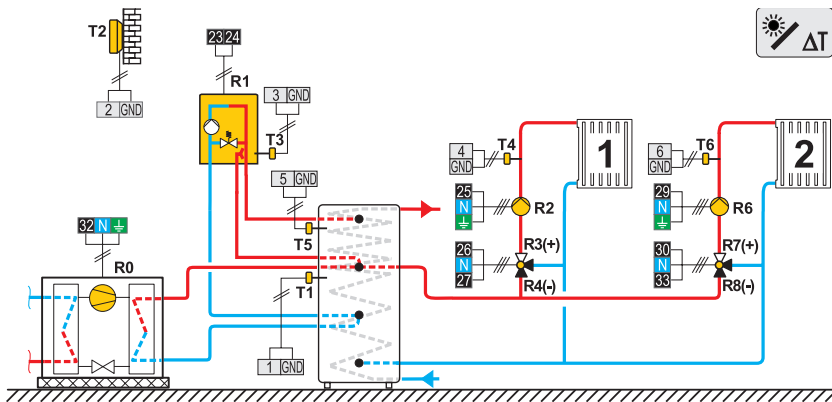 T2
2 GND
23 24
R1
3 GND
T3
5 GND
T5
T1
1 GND
32 N
R0
4
GND
T4
1
25
N
R2
26
N
27
R3(+)
R4(-)
6
GND
T6
2
29
N
R6
30
N
33
R7(+)
R8(-)
ΔT